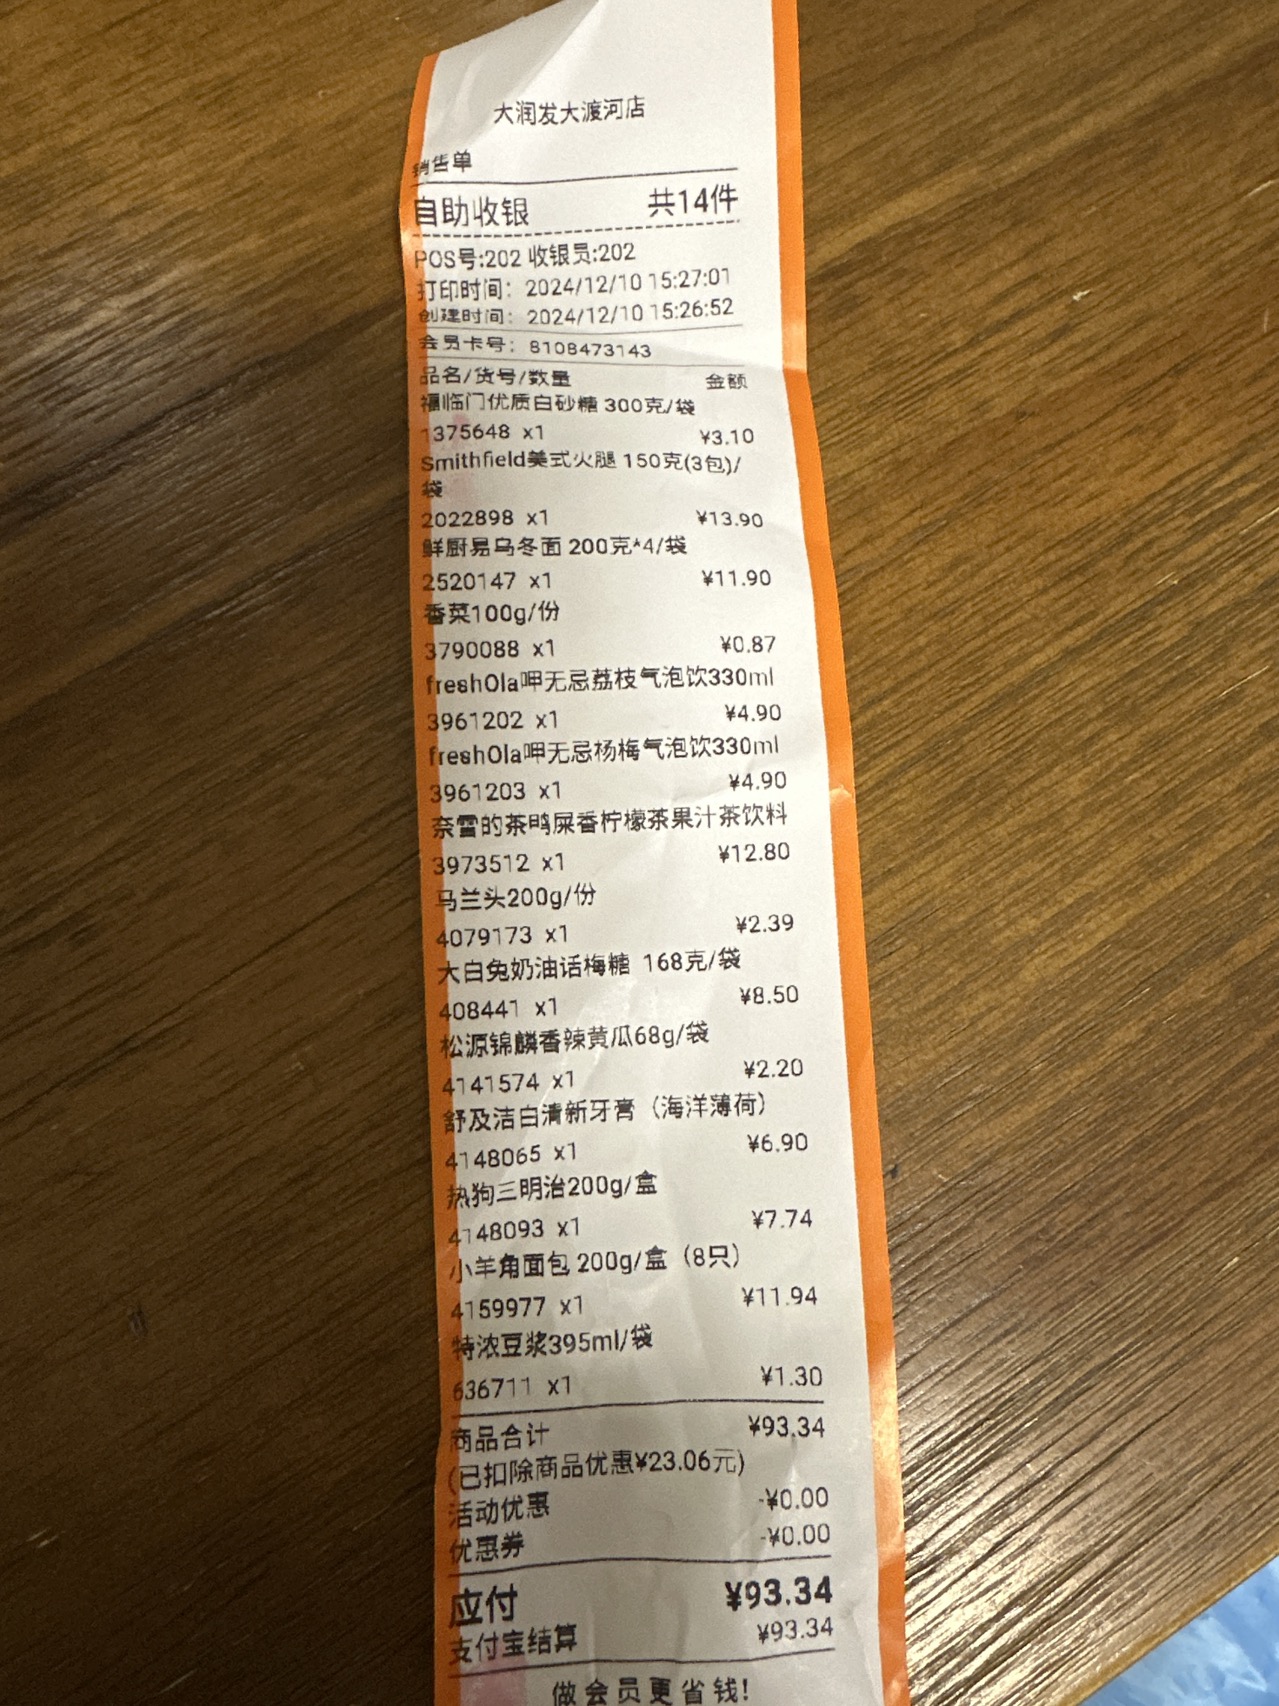 大润发大渡河店
销售单
自助收银 共14件
POS号:202 收银员:202
打印时间：2024/12/10 15:27:01
创建时间：2024/12/10 15:26:52
会员卡号：8108473143
品名/货号/数量 金额
福临门优质白砂糖 300克/袋
1375648 x1 ¥3.10
Smithfield美式火腿 150克(3包)/
袋
2022898 x1 ¥13.90
鲜厨易乌冬面 200克*4/袋
2520147 x1 ¥11.90
香菜100g/份
3790088 x1 ¥0.87
freshOla呷无忌荔枝气泡饮330ml
3961202 x1 ¥4.90
freshOla呷无忌杨梅气泡饮330ml
3961203 x1 ¥4.90
奈雪的茶鸭屎香柠檬茶果汁茶饮料
3973512 x1 ¥12.80
马兰头200g/份
4079173 x1 ¥2.39
大白兔奶油话梅糖 168克/袋
408441 x1 ¥8.50
松源锦麟香辣黄瓜68g/袋
4141574 x1 ¥2.20
舒及洁白清新牙膏（海洋薄荷）
4148065 x1 ¥6.90
热狗三明治200g/盒
4148093 x1 ¥7.74
小羊角面包 200g/盒（8只）
4159977 x1 ¥11.94
特浓豆浆395ml/袋
636711 x1 ¥1.30
商品合计 ¥93.34
(已扣除商品优惠¥23.06元)
活动优惠 -¥0.00
优惠券 -¥0.00
应付 ¥93.34
支付宝结算 ¥93.34
做会员更省钱!